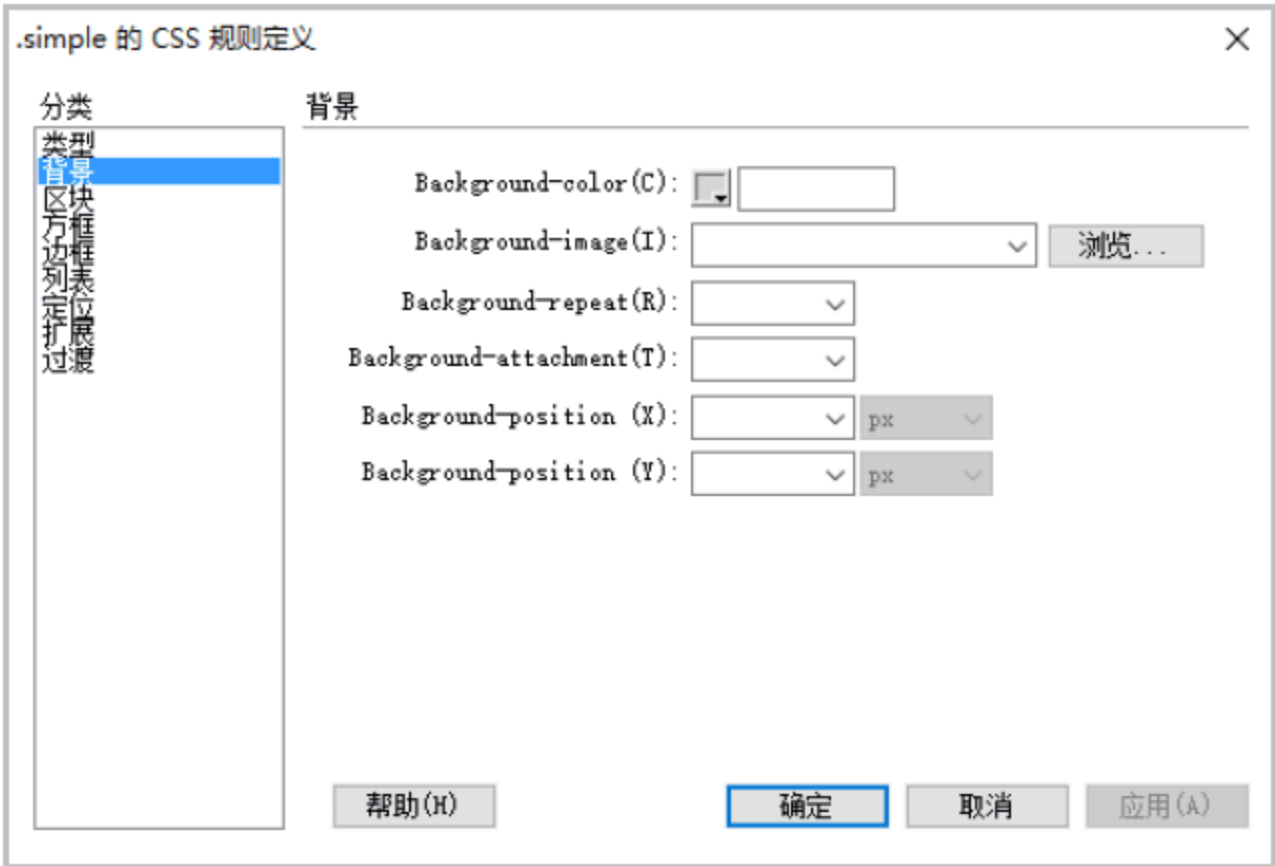 .simple 的 CSS 规则定义
分类
类型
背景
区块
方框
边框
列表
定位
扩展
过渡
背景
Background-color(C):
Background-image(I):
浏览...
Background-repeat(R):
Background-attachment(T):
Background-position (X):
px
Background-position (Y):
px
帮助(H)
确定
取消
应用(A)